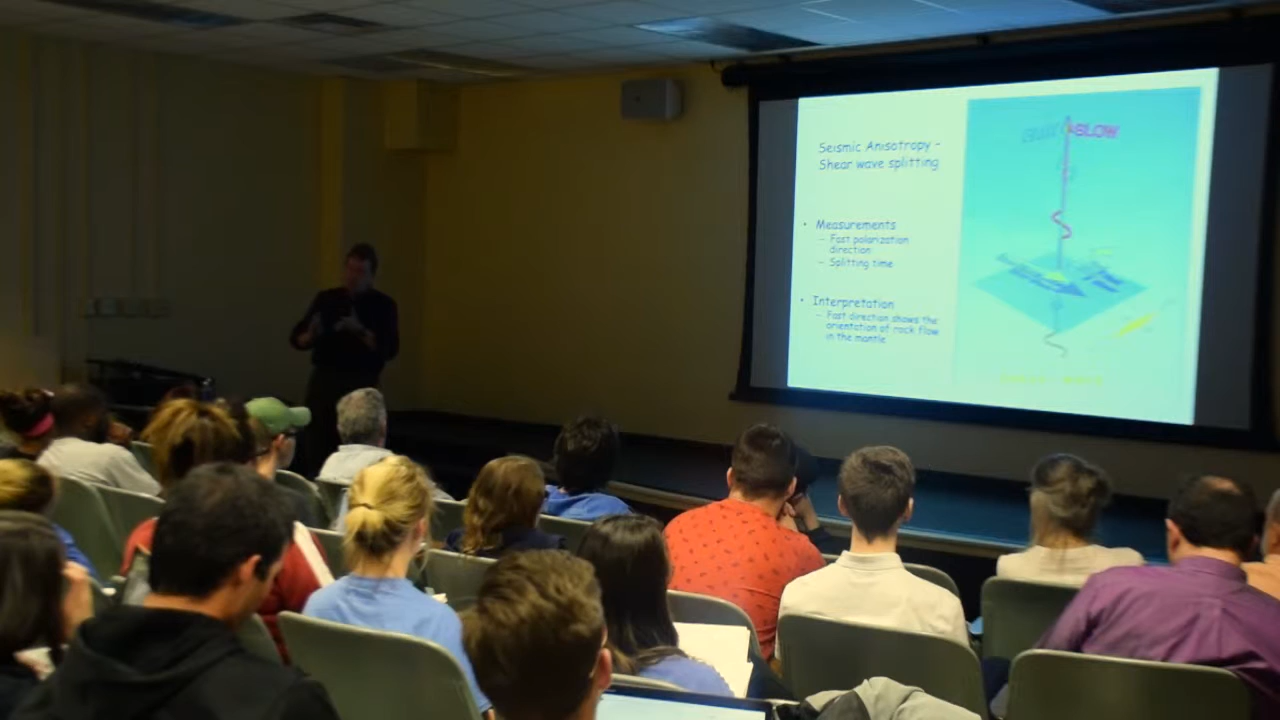 Seismic Anisotropy -
Shear wave splitting
• Measurements
– Fast polarization
direction
– Splitting time
• Interpretation
– Fast direction shows the
orientation of rock flow
in the mantle
SLOW